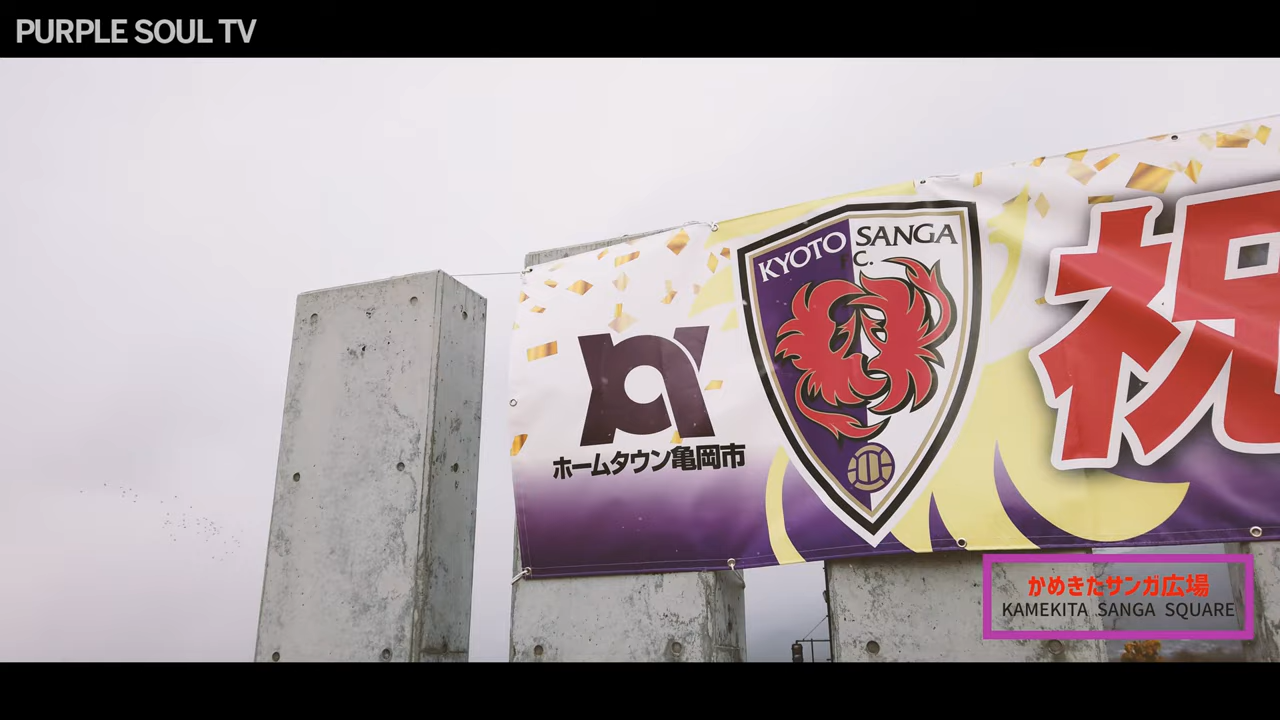 PURPLE SOUL TV
KYOTO SANGA
C.
祝
ホームタウン亀岡市
かめきたサンガ広場
KAMEKITA SANGA SQUARE